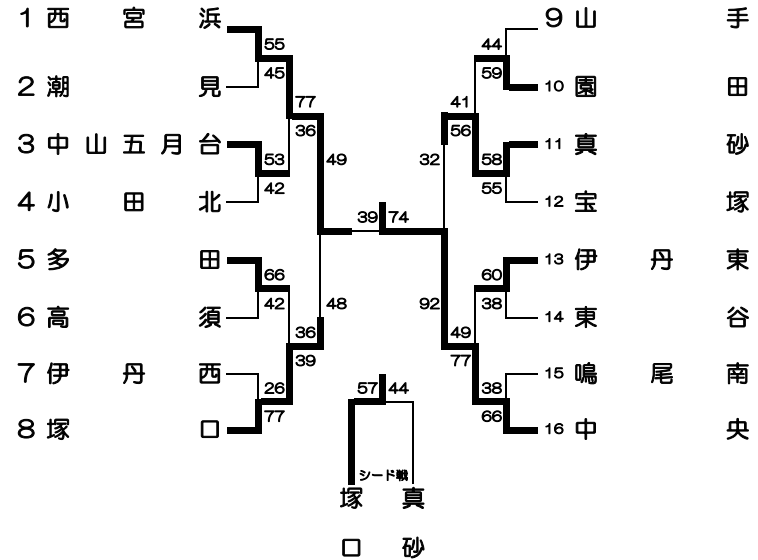 1 西宮浜
2 潮見
3 中山五月台
4 小田北
5 多田
6 高須
7 伊丹西
8 塚口
55
45
77
36
53
42
49
66
42
48
36
39
26
77
39 74
9 山手
10 園田
11 真砂
12 宝塚
13 伊丹東
14 東谷
15 鳴尾南
16 中央
44
59
41
56
58
55
32
60
38
92
49
77
38
66
57 44
シード戦
塚口
真砂